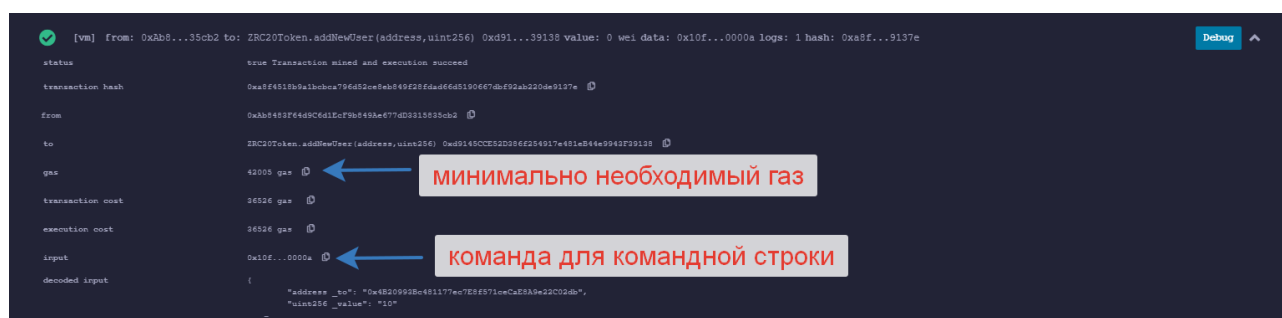 [vm] from: 0xAb8...35cb2 to: ZRC20Token.addNewUser(address,uint256) 0xd91...39138 value: 0 wei data: 0x10f...0000a logs: 1 hash: 0xa8f...9137e Debug
status true Transaction mined and execution succeed
transaction hash 0xa8f4518b9a1bcbca796d52ce8eb849f28fdad66d5190667dbf92ab220de9137e
from 0xAb8483F64d9C6d1EcF9b849Ae677dD3315835cb2
to ZRC20Token.addNewUser(address,uint256) 0xd9145CCE52D386f254917e481eB44e9943F39138
gas 42005 gas минимально необходимый газ
transaction cost 36526 gas
execution cost 36526 gas
input 0x10f...0000a команда для командной строки
decoded input {
"address _to": "0x4B20993Bc481177ec7E8f571ceCaE8A9e22C02db",
"uint256 _value": "10"